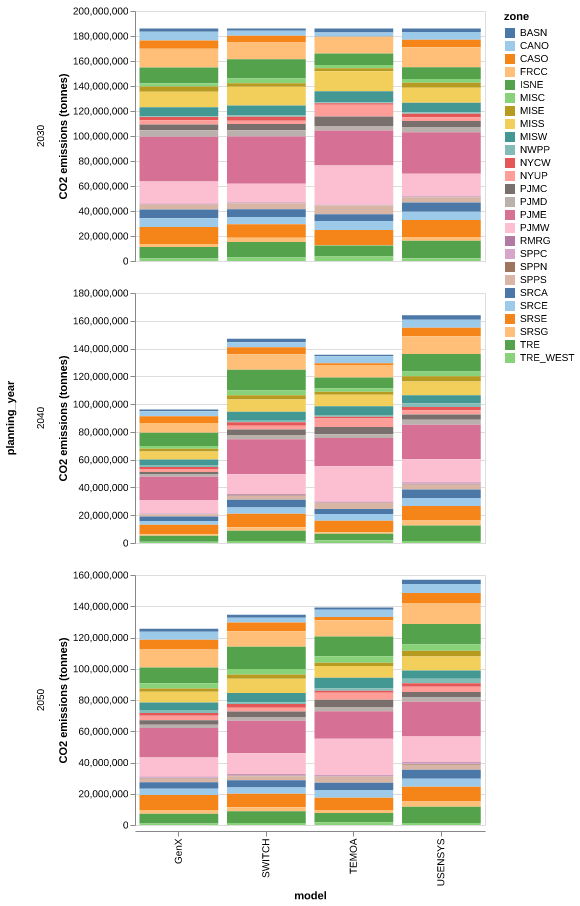 zone
BASN
CANO
CASO
FRCC
ISNE
MISC
MISE
MISS
MISW
NWPP
NYCW
NYUP
PJMC
PJMD
PJME
PJMW
RMRG
SPPC
SPPN
SPPS
SRCA
SRCE
SRSE
SRSG
TRE
TRE_WEST
planning_year
2030
CO2 emissions (tonnes)
200,000,000
180,000,000
160,000,000
140,000,000
120,000,000
100,000,000
80,000,000
60,000,000
40,000,000
20,000,000
0
2040
CO2 emissions (tonnes)
180,000,000
160,000,000
140,000,000
120,000,000
100,000,000
80,000,000
60,000,000
40,000,000
20,000,000
0
2050
CO2 emissions (tonnes)
160,000,000
140,000,000
120,000,000
100,000,000
80,000,000
60,000,000
40,000,000
20,000,000
0
GenX
SWITCH
TEMOA
USENSYS
model